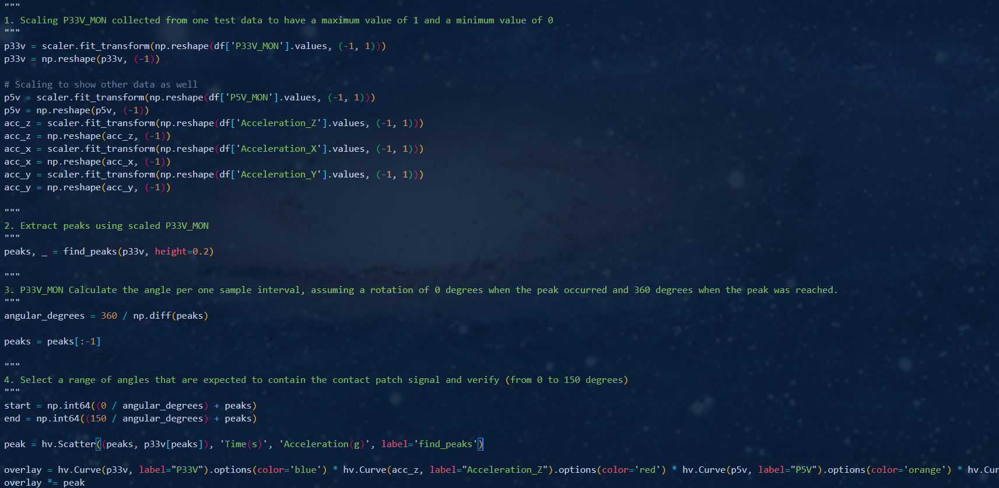 """
1. Scaling P33V_MON collected from one test data to have a maximum value of 1 and a minimum value of 0
"""
p33v = scaler.fit_transform(np.reshape(df['P33V_MON'].values, (-1, 1)))
p33v = np.reshape(p33v, (-1))
# Scaling to show other data as well
p5v = scaler.fit_transform(np.reshape(df['P5V_MON'].values, (-1, 1)))
p5v = np.reshape(p5v, (-1))
acc_z = scaler.fit_transform(np.reshape(df['Acceleration_Z'].values, (-1, 1)))
acc_z = np.reshape(acc_z, (-1))
acc_x = scaler.fit_transform(np.reshape(df['Acceleration_X'].values, (-1, 1)))
acc_x = np.reshape(acc_x, (-1))
acc_y = scaler.fit_transform(np.reshape(df['Acceleration_Y'].values, (-1, 1)))
acc_y = np.reshape(acc_y, (-1))
"""
2. Extract peaks using scaled P33V_MON
"""
peaks, _ = find_peaks(p33v, height=0.2)
"""
3. P33V_MON Calculate the angle per one sample interval, assuming a rotation of 0 degrees when the peak occurred and 360 degrees when the peak was reached.
"""
angular_degrees = 360 / np.diff(peaks)
peaks = peaks[:-1]
"""
4. Select a range of angles that are expected to contain the contact patch signal and verify (from 0 to 150 degrees)
"""
start = np.int64((0 / angular_degrees) + peaks)
end = np.int64((150 / angular_degrees) + peaks)
peak = hv.Scatter((peaks, p33v[peaks]), 'Time(s)', 'Acceleration(g)', label='find_peaks')
overlay = hv.Curve(p33v, label="P33V").options(color='blue') * hv.Curve(acc_z, label="Acceleration_Z").options(color='red') * hv.Curve(p5v, label="P5V").options(color='orange') * hv.Cur
overlay *= peak